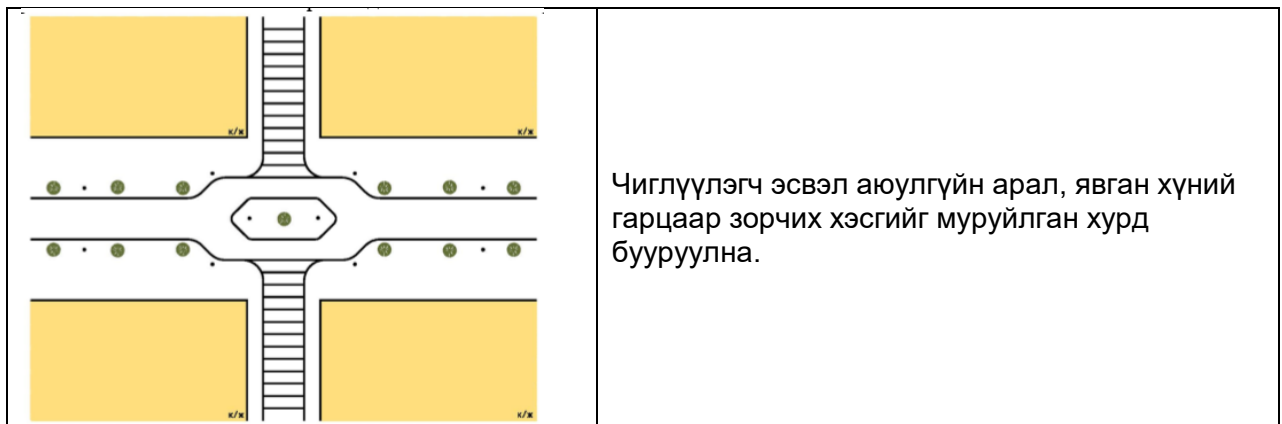 к/ж
к/ж
Чиглүүлэгч эсвэл аюулгүйн арал, явган хүний
гарцаар зорчих хэсгийг муруйлган хурд
бууруулна.
к/ж
к/ж